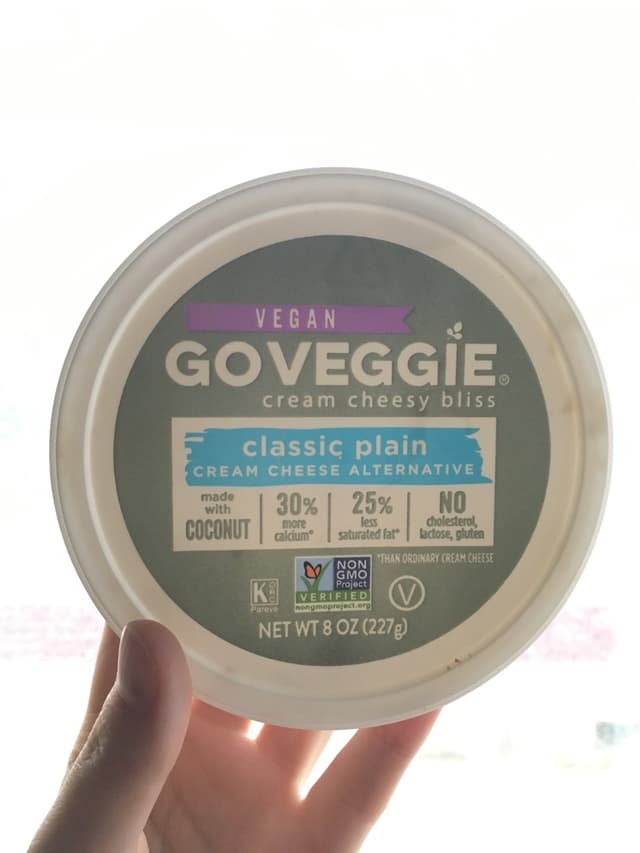 VEGAN
GOVEGGIE®
cream cheesy bliss
classic plain
CREAM CHEESE ALTERNATIVE
made
with
COCONUT
30%
more
calcium*
25%
less
saturated fat*
NO
cholesterol,
lactose, gluten
*THAN ORDINARY CREAM CHEESE
K
Pareve
NON
GMO
Project
VERIFIED
nongmoproject.org
V
NET WT 8 OZ (227g)